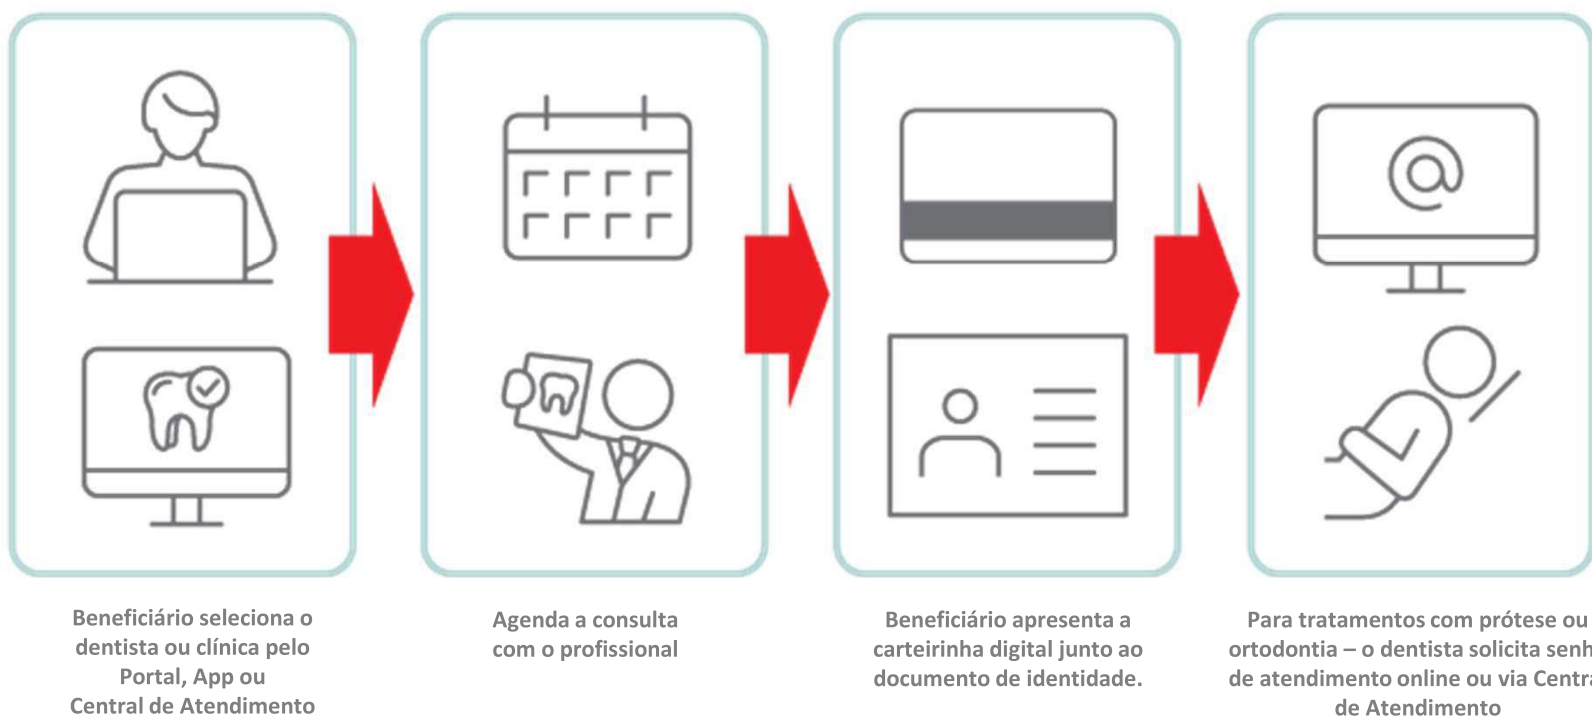 Beneficiário seleciona o
dentista ou clínica pelo
Portal, App ou
Central de Atendimento
Agenda a consulta
com o profissional
Beneficiário apresenta a
carteirinha digital junto ao
documento de identidade.
Para tratamentos com prótese ou
ortodontia – o dentista solicita
de atendimento online ou via
de Atendimento